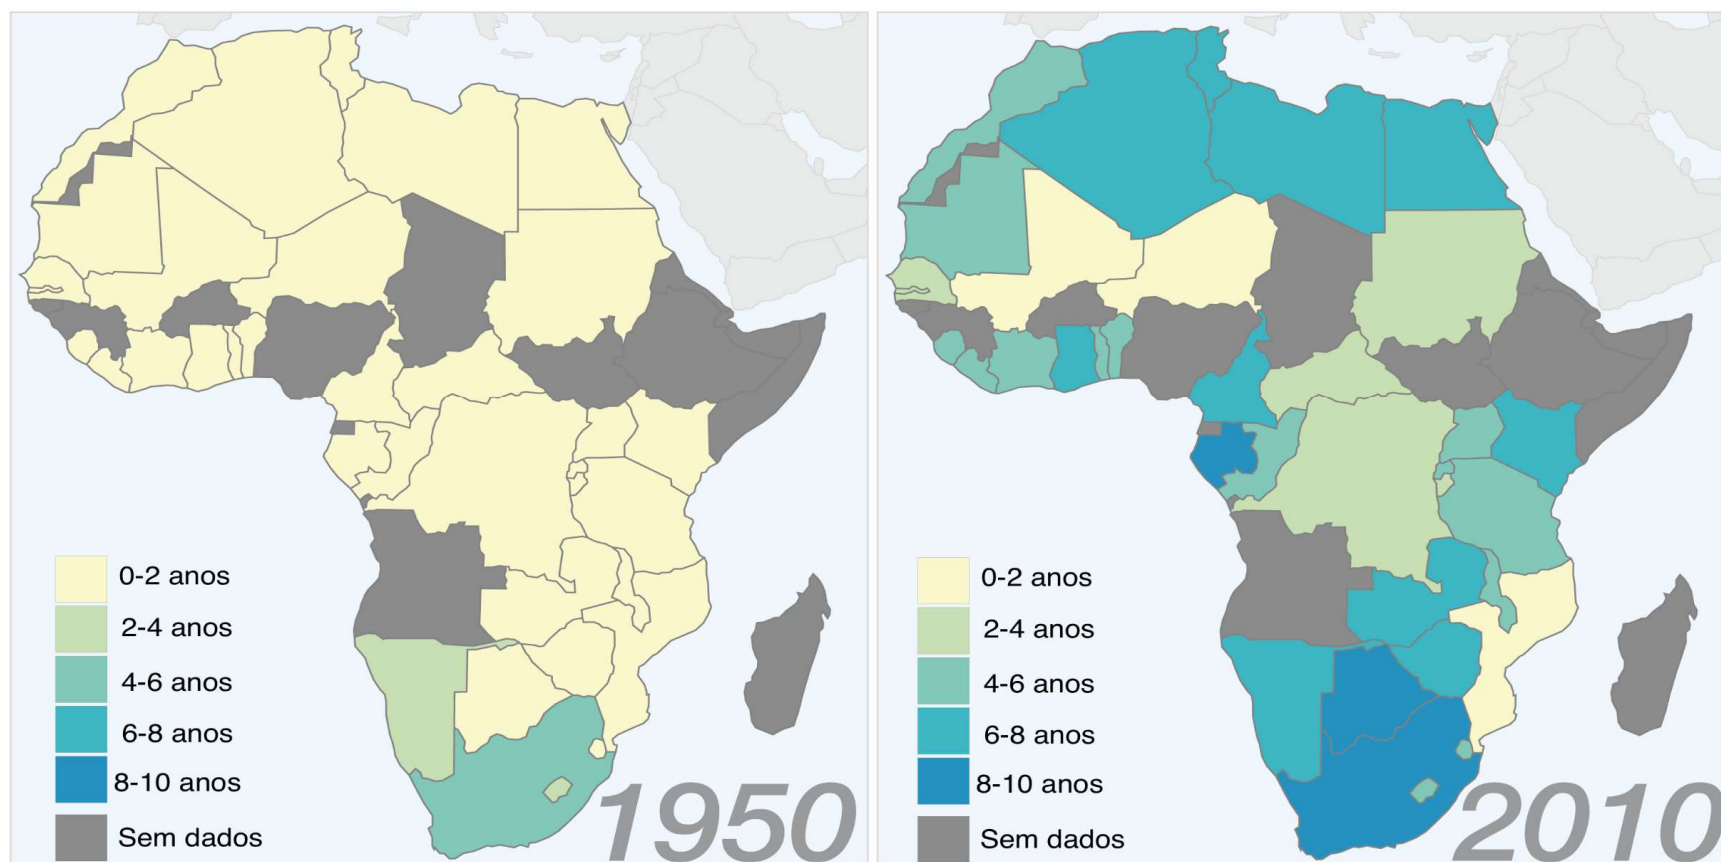 0-2 anos
2-4 anos
4-6 anos
6-8 anos
8-10 anos
Sem dados
1950
0-2 anos
2-4 anos
4-6 anos
6-8 anos
8-10 anos
Sem dados
2010